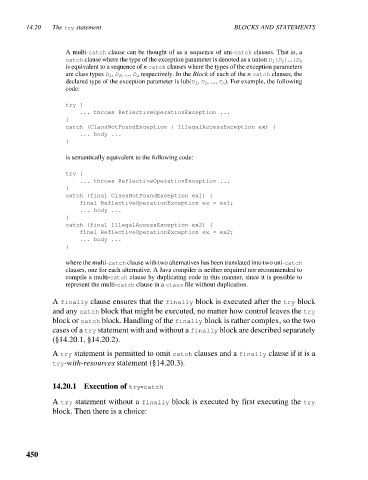 14.20 The try statement BLOCKS AND STATEMENTS
A multi-catch clause can be thought of as a sequence of uni-catch clauses. That is, a
catch clause where the type of the exception parameter is denoted as a union D1|D2|...|Dn
is equivalent to a sequence of n catch clauses where the types of the exception parameters
are class types D1, D2, ..., Dn respectively. In the Block of each of the n catch clauses, the
declared type of the exception parameter is lub(D1, D2, ..., Dn). For example, the following
code:
try {
... throws ReflectiveOperationException ...
}
catch (ClassNotFoundException | IllegalAccessException ex) {
... body ...
}
is semantically equivalent to the following code:
try {
... throws ReflectiveOperationException ...
}
catch (final ClassNotFoundException ex1) {
final ReflectiveOperationException ex = ex1;
... body ...
}
catch (final IllegalAccessException ex2) {
final ReflectiveOperationException ex = ex2;
... body ...
}
where the multi-catch clause with two alternatives has been translated into two uni-catch
clauses, one for each alternative. A Java compiler is neither required nor recommended to
compile a multi-catch clause by duplicating code in this manner, since it is possible to
represent the multi-catch clause in a class file without duplication.
A finally clause ensures that the finally block is executed after the try block
and any catch block that might be executed, no matter how control leaves the try
block or catch block. Handling of the finally block is rather complex, so the two
cases of a try statement with and without a finally block are described separately
(§14.20.1, §14.20.2).
A try statement is permitted to omit catch clauses and a finally clause if it is a
try-with-resources statement (§14.20.3).
14.20.1 Execution of try-catch
A try statement without a finally block is executed by first executing the try
block. Then there is a choice:
450